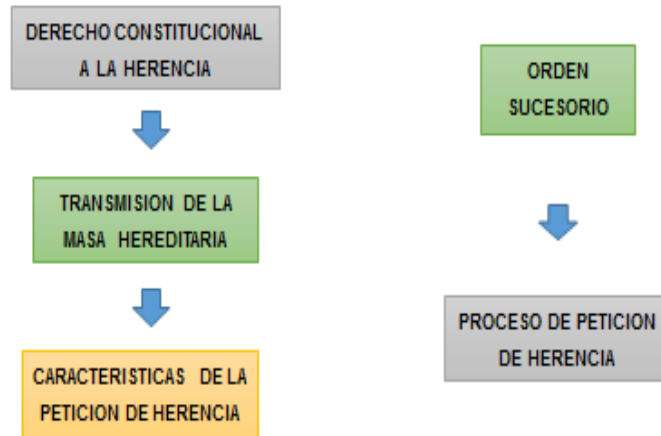 DERECHO CONSTITUCIONAL
A LA HERENCIA
TRANSMISION DE LA
MASA HEREDITARIA
CARACTERISTICAS DE LA
PETICION DE HERENCIA
ORDEN
SUCESORIO
PROCESO DE PETICION
DE HERENCIA